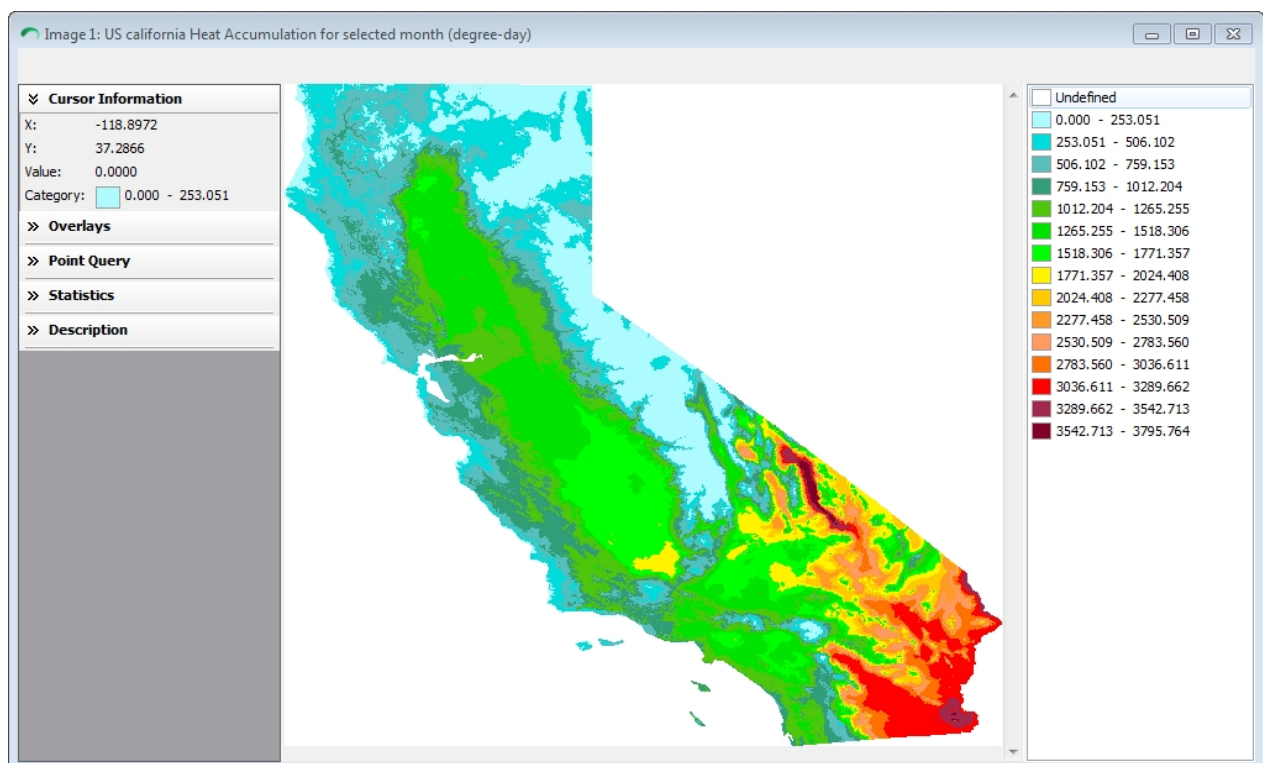 Image 1: US california Heat Accumulation for selected month (degree-day)
Cursor Information
X: -118.8972
Y: 37.2866
Value: 0.0000
Category: 0.000 - 253.051
Overlays
Point Query
Statistics
Description
Undefined
0.000 - 253.051
253.051 - 506.102
506.102 - 759.153
759.153 - 1012.204
1012.204 - 1265.255
1265.255 - 1518.306
1518.306 - 1771.357
1771.357 - 2024.408
2024.408 - 2277.458
2277.458 - 2530.509
2530.509 - 2783.560
2783.560 - 3036.611
3036.611 - 3289.662
3289.662 - 3542.713
3542.713 - 3795.764